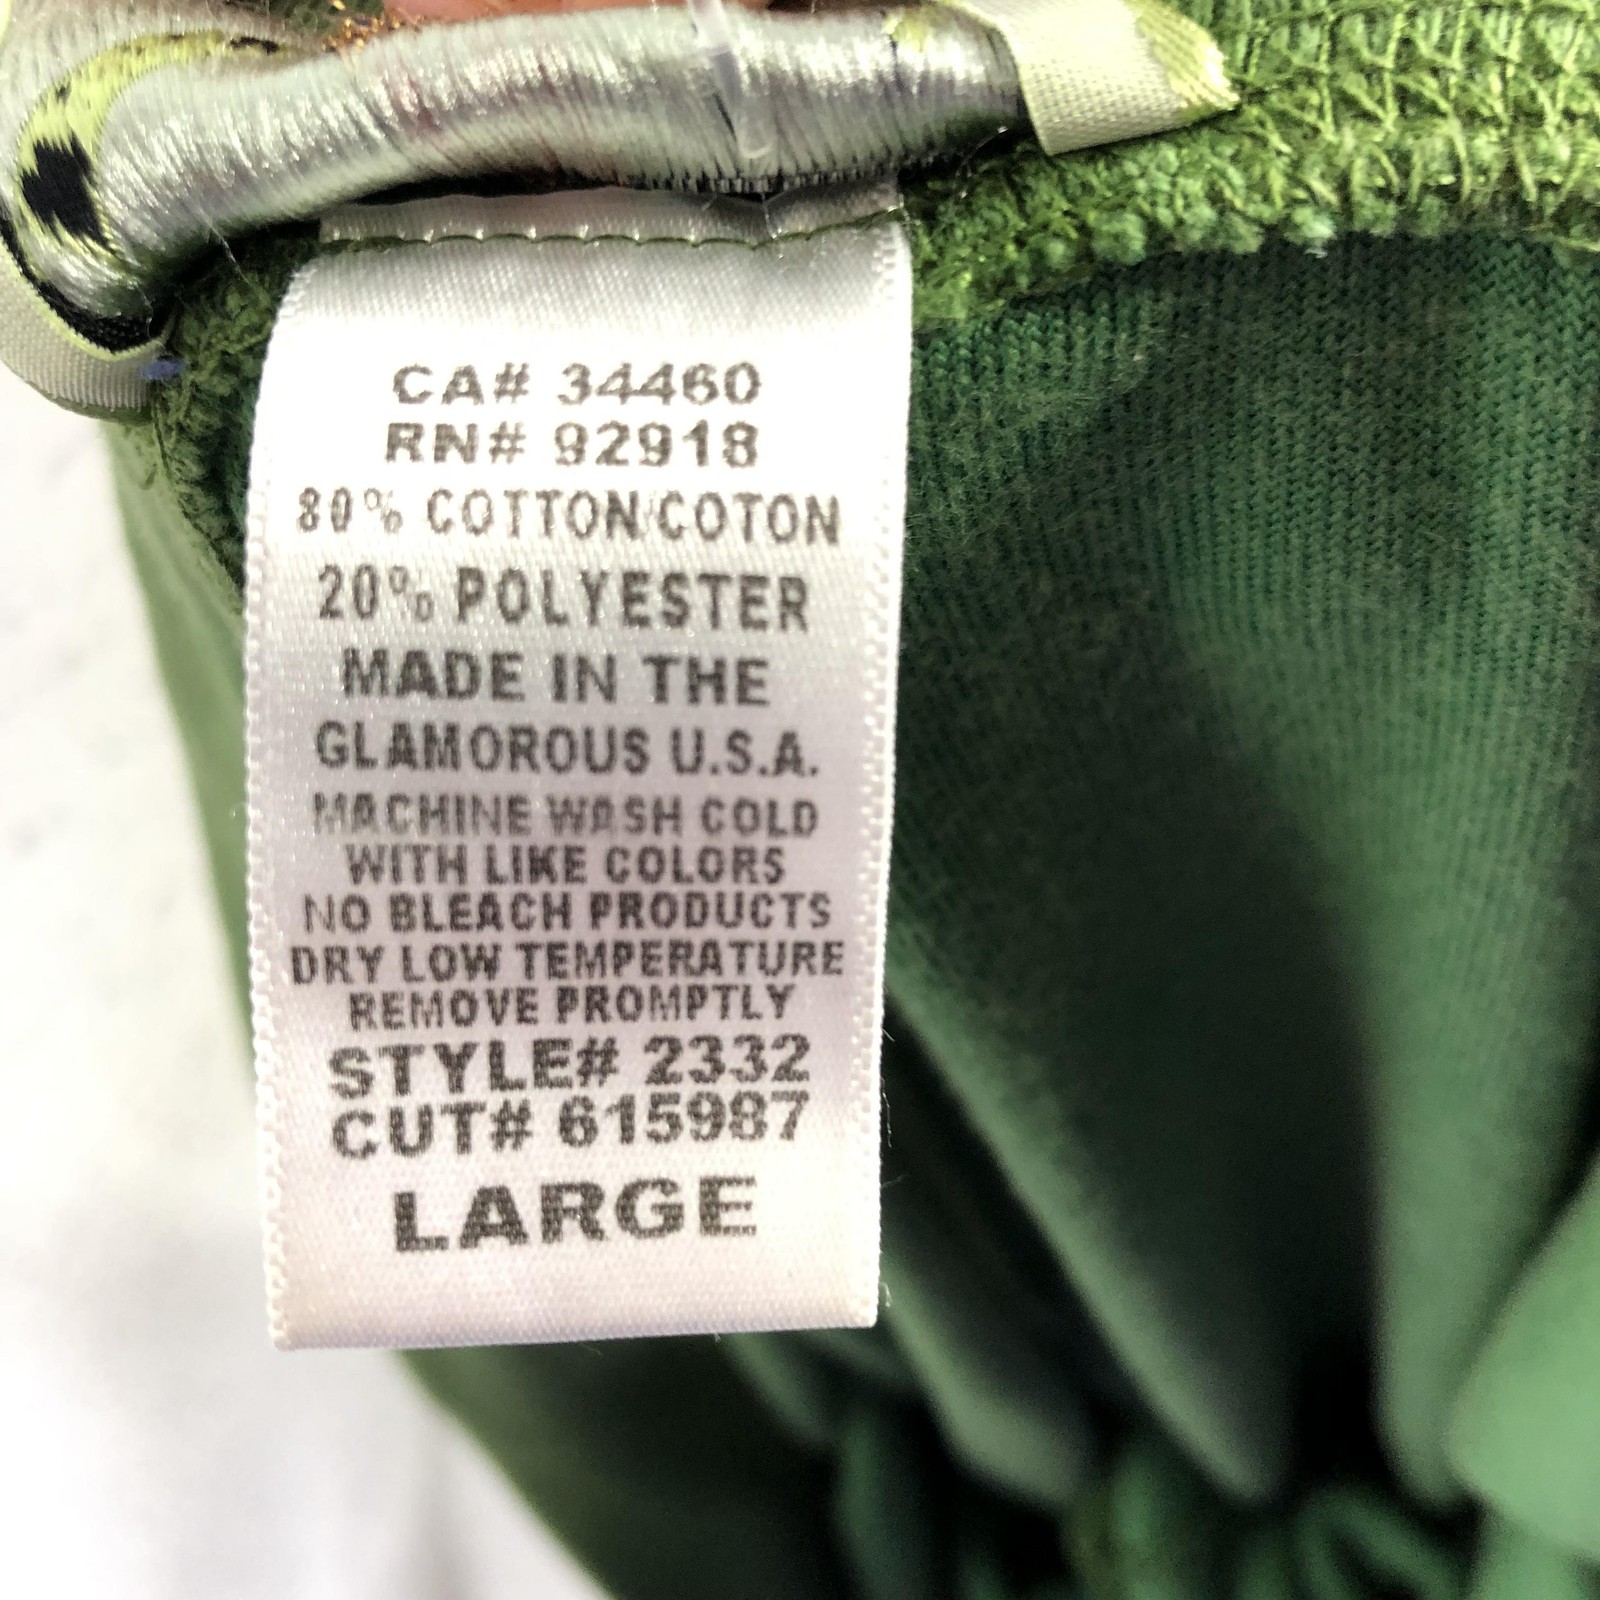 CA# 34460
RN# 92918
80% COTTON/COTON
20% POLYESTER
MADE IN THE
GLAMOROUS U.S.A.
MACHINE WASH COLD
WITH LIKE COLORS
NO BLEACH PRODUCTS
DRY LOW TEMPERATURE
REMOVE PROMPTLY
STYLE# 2332
CUT# 615987
LARGE